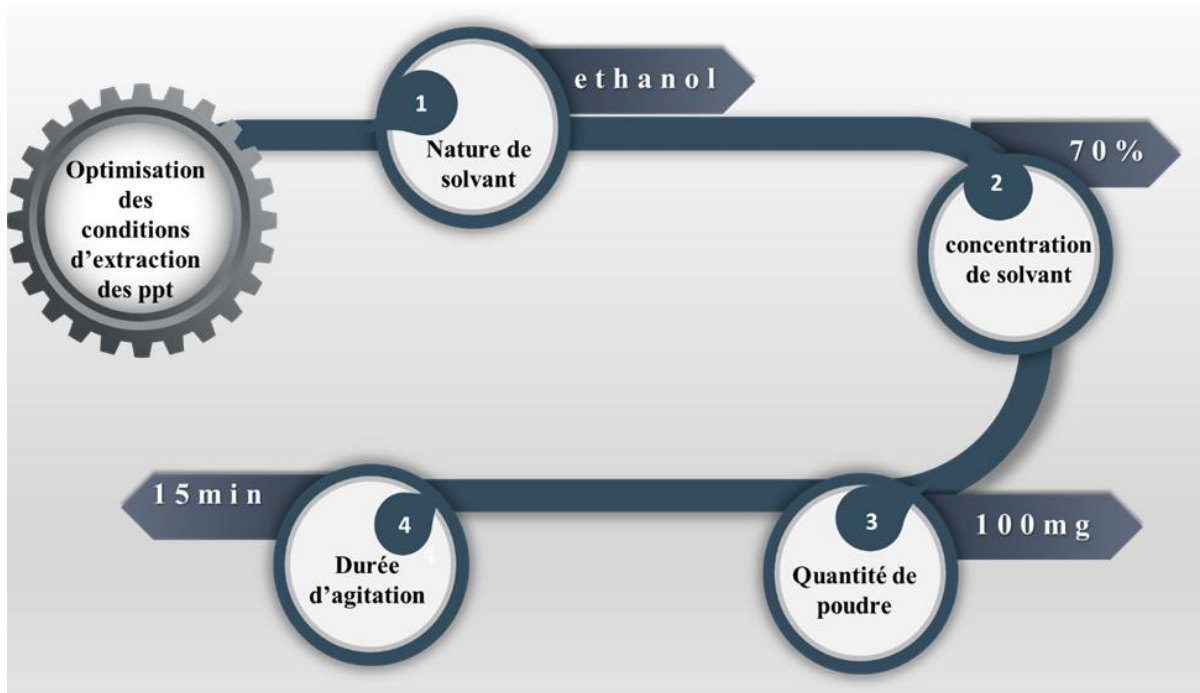 Optimisation
des
conditions
d’extraction
des ppt
1
Nature de
solvant
ethanol
2
concentration
de solvant
70%
3
Quantité de
poudre
100mg
4
4
Durée
d’agitation
15min